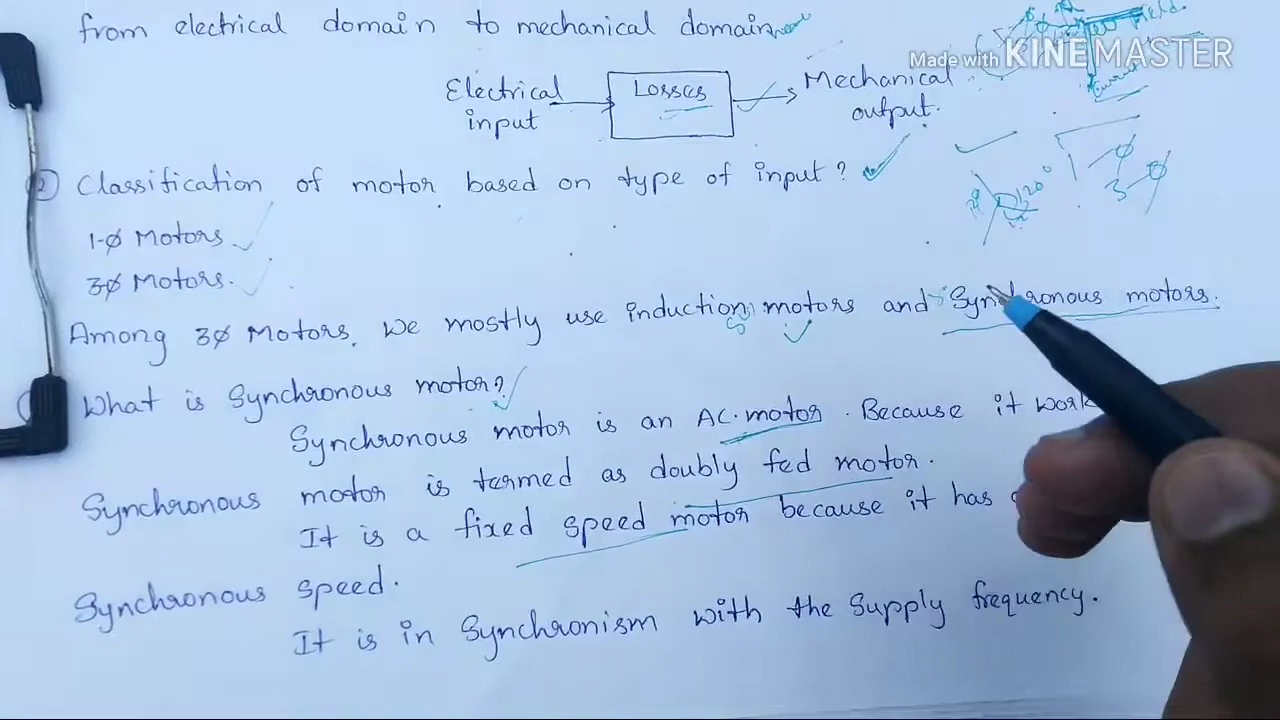 from electrical domain to mechanical domain
Made with KINEMASTER
Electrical input
Losses
Mechanical output.
2 Classification of motor based on type of input?
120°
1-φ Motors
3φ Motors.
Among 3φ Motors, we mostly use induction motors and Synchronous motors.
What is Synchronous motor?
Synchronous motor is an AC motor. Because it work
Synchronous motor is termed as doubly fed motor.
It is a fixed speed motor because it has
Synchronous speed.
It is in Synchronism with the Supply frequency.